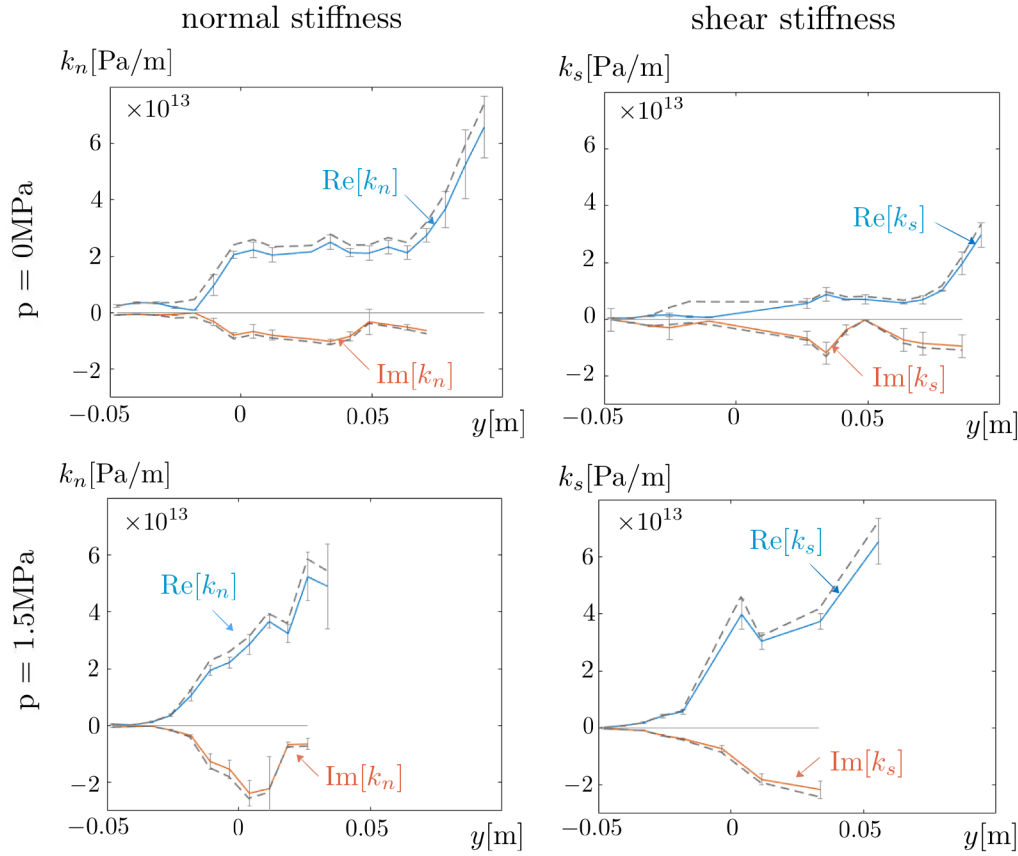 normal stiffness
shear stiffness
p = 0MPa
k_n[Pa/m]
×10^13
6
4
2
0
−2
−0.05
0
0.05
y[m]
Re[k_n]
Im[k_n]
k_s[Pa/m]
×10^13
6
4
2
0
−2
−0.05
0
0.05
y[m]
Re[k_s]
Im[k_s]
p = 1.5MPa
k_n[Pa/m]
×10^13
6
4
2
0
−2
−0.05
0
0.05
y[m]
Re[k_n]
Im[k_n]
k_s[Pa/m]
×10^13
6
4
2
0
−2
−0.05
0
0.05
y[m]
Re[k_s]
Im[k_s]